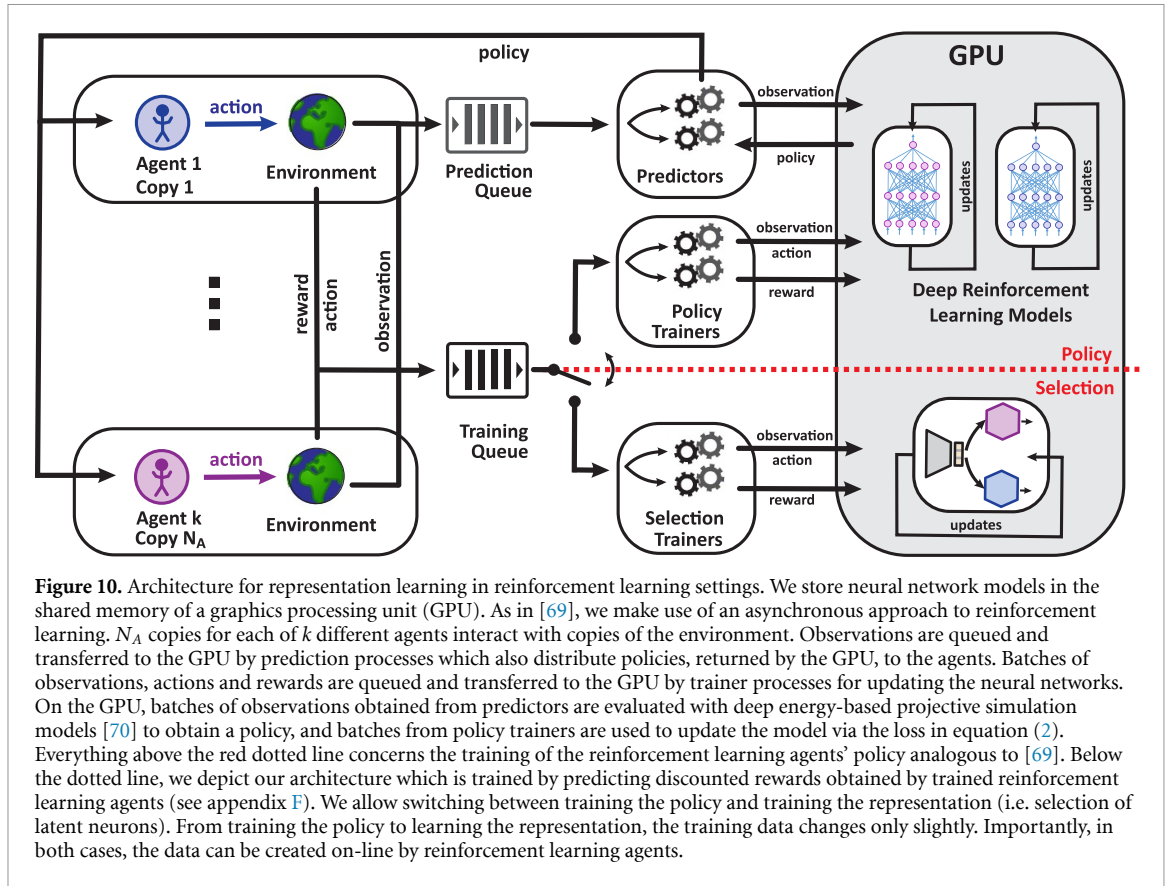 policy
GPU
action
Agent 1
Copy 1
Environment
Prediction
Queue
Predictors
observation
policy
updates
updates
Deep Reinforcement
Learning Models
reward
action
observation
Policy
Trainers
observation
action
reward
Policy
Selection
Training
Queue
action
Agent k
Copy NA
Environment
Selection
Trainers
observation
action
reward
updates
Figure 10. Architecture for representation learning in reinforcement learning settings. We store neural network models in the
shared memory of a graphics processing unit (GPU). As in [69], we make use of an asynchronous approach to reinforcement
learning. NA copies for each of k different agents interact with copies of the environment. Observations are queued and
transferred to the GPU by prediction processes which also distribute policies, returned by the GPU, to the agents. Batches of
observations, actions and rewards are queued and transferred to the GPU by trainer processes for updating the neural networks.
On the GPU, batches of observations obtained from predictors are evaluated with deep energy-based projective simulation
models [70] to obtain a policy, and batches from policy trainers are used to update the model via the loss in equation (2).
Everything above the red dotted line concerns the training of the reinforcement learning agents' policy analogous to [69]. Below
the dotted line, we depict our architecture which is trained by predicting discounted rewards obtained by trained reinforcement
learning agents (see appendix F). We allow switching between training the policy and training the representation (i.e. selection of
latent neurons). From training the policy to learning the representation, the training data changes only slightly. Importantly, in
both cases, the data can be created on-line by reinforcement learning agents.